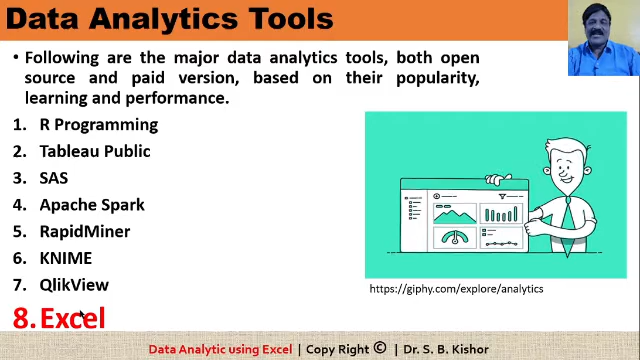 Data Analytics Tools
• Following are the major data analytics tools, both open
source and paid version, based on their popularity,
learning and performance.
1. R Programming
2. Tableau Public
3. SAS
4. Apache Spark
5. RapidMiner
6. KNIME
7. QlikView
8. Excel
https://giphy.com/explore/analytics
Data Analytic using Excel | Copy Right © | Dr. S. B. Kishor